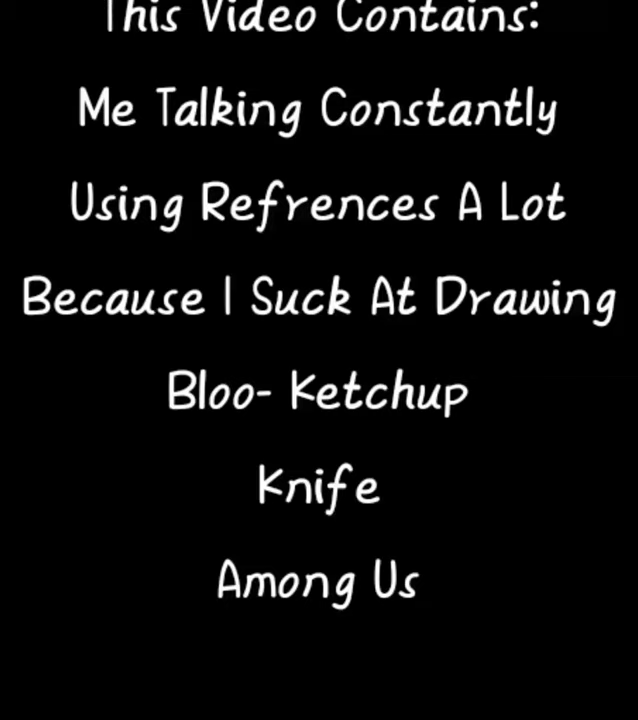 This Video Contains:
Me Talking Constantly
Using Refrences A Lot
Because I Suck At Drawing
Bloo- Ketchup
Knife
Among Us